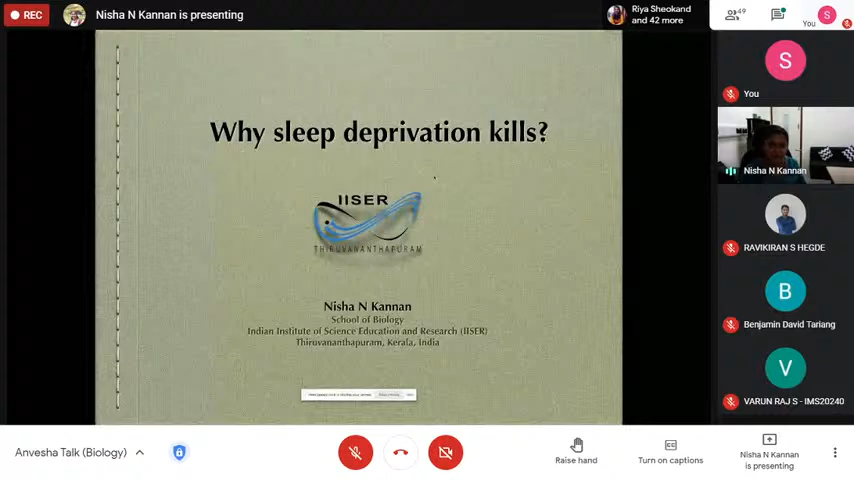 REC
Nisha N Kannan is presenting
Riya Sheokand
and 42 more
49
You
S
S
You
Why sleep deprivation kills?
Nisha N Kannan
IISER
THIRUVANANTHAPURAM
RAVIKIRAN S HEGDE
Nisha N Kannan
School of Biology
Indian Institute of Science Education and Research (IISER)
Thiruvananthapuram, Kerala, India
B
Benjamin David Tariang
V
VARUN RAJ S - IMS20240
Anvesha Talk (Biology)
Raise hand
Turn on captions
Nisha N Kannan
is presenting